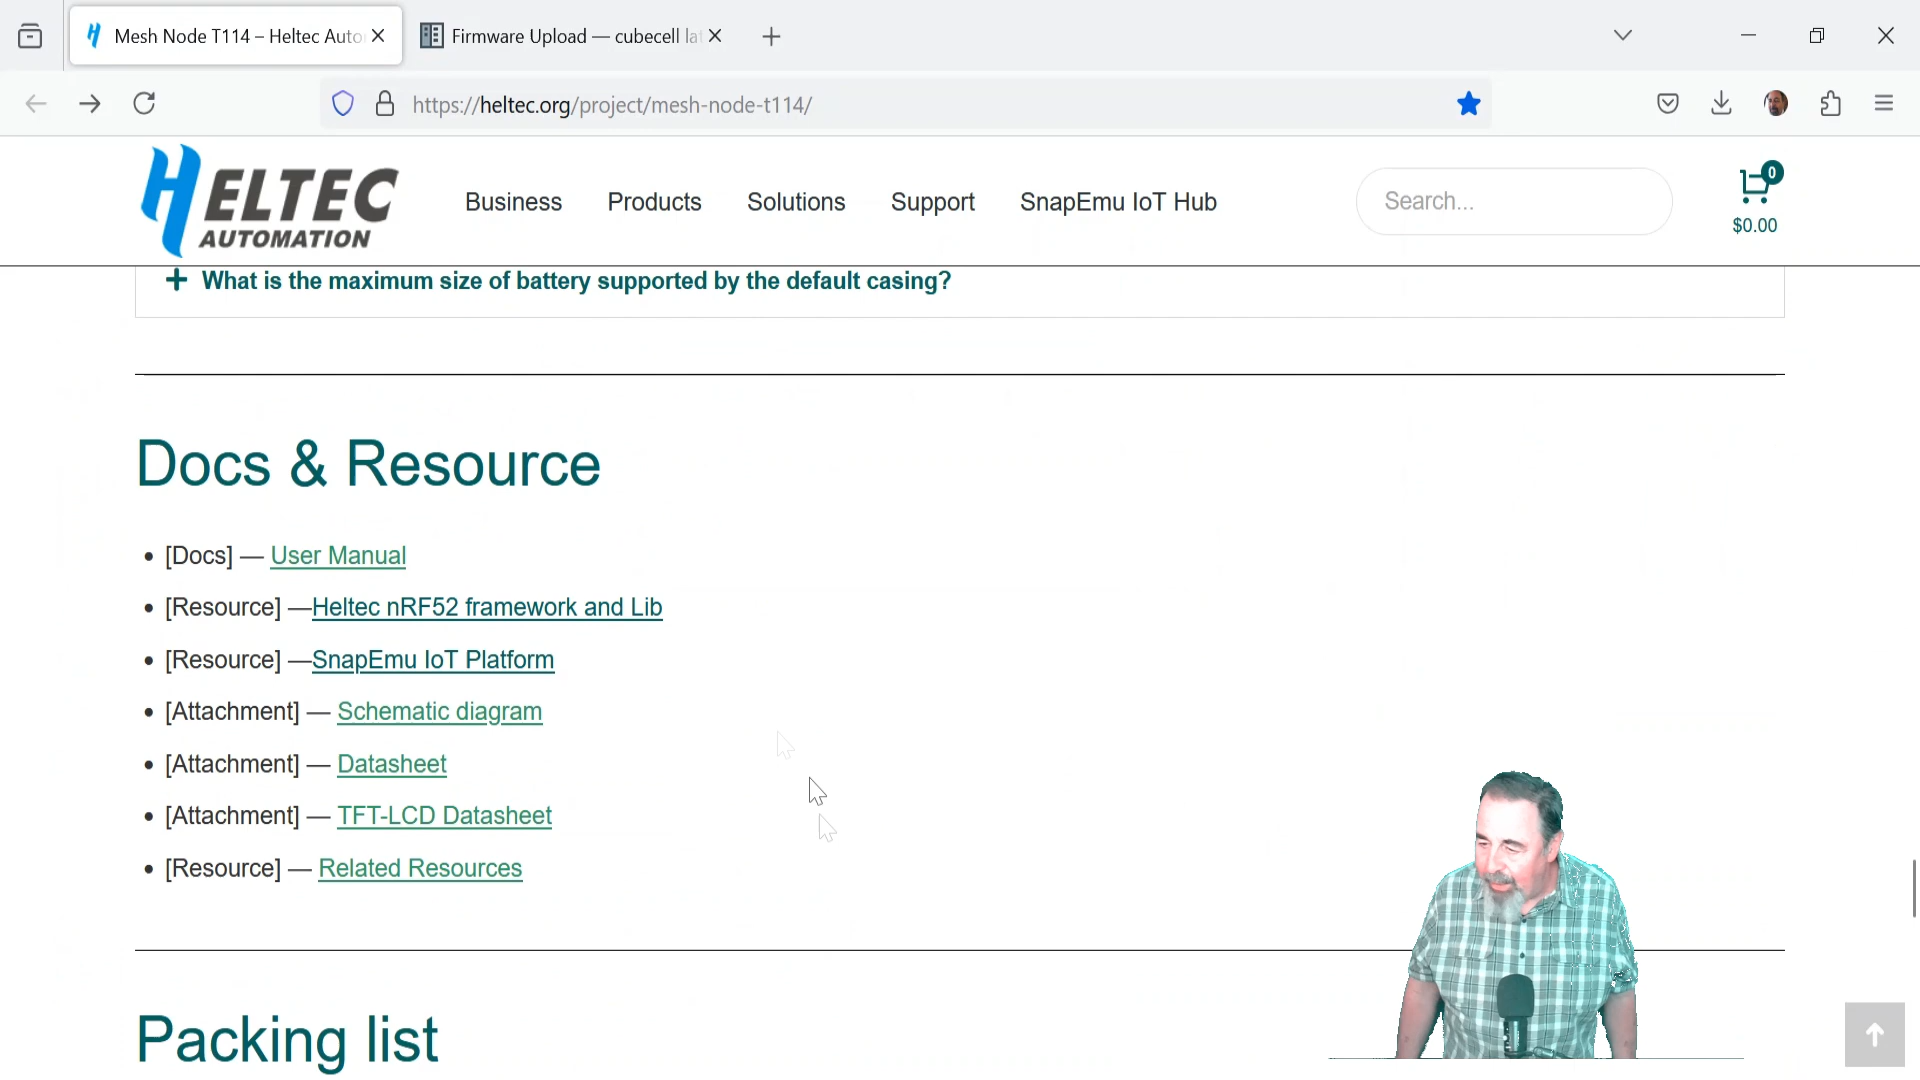 Mesh Node T114 – Heltec Auto
Firmware Upload — cubecell la
https://heltec.org/project/mesh-node-t114/
HELTEC
AUTOMATION
Business
Products
Solutions
Support
SnapEmu IoT Hub
Search...
0
$0.00
What is the maximum size of battery supported by the default casing?
Docs & Resource
• [Docs] — User Manual
• [Resource] —Heltec nRF52 framework and Lib
• [Resource] —SnapEmu IoT Platform
• [Attachment] — Schematic diagram
• [Attachment] — Datasheet
• [Attachment] — TFT-LCD Datasheet
• [Resource] — Related Resources
Packing list